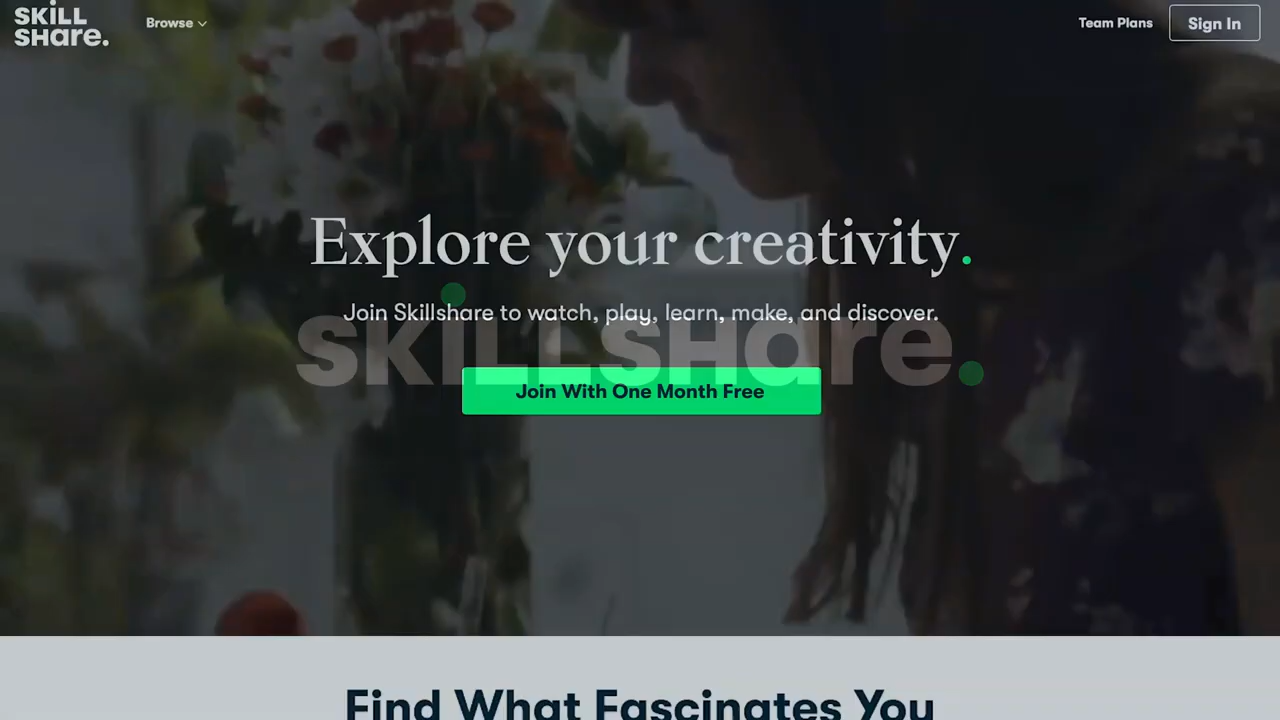 SKiLL
SHare.
Browse
Team Plans
Sign In
Explore your creativity.
Join Skillshare to watch, play, learn, make, and discover.
SKiLLSHare.
Join With One Month Free
Find What Fascinates You